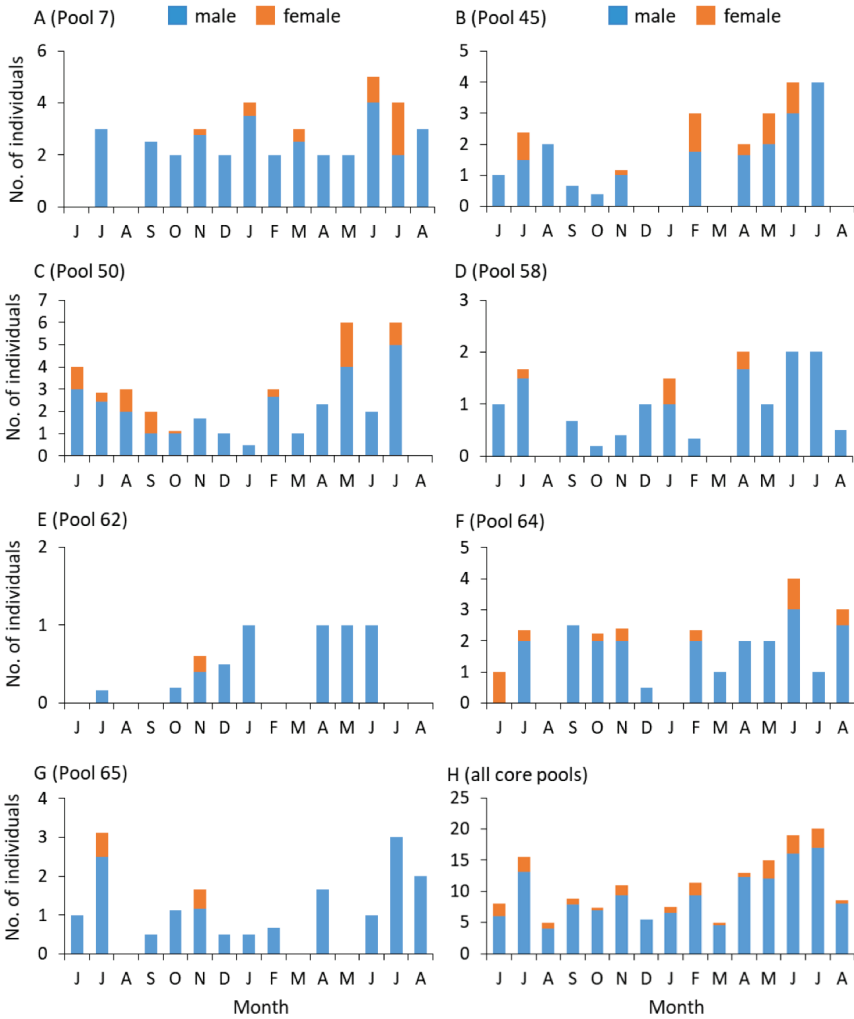 A (Pool 7) male female
No. of individuals
6
4
2
0
J J A S O N D J F M A M J J A
B (Pool 45) male female
5
4
3
2
1
0
J J A S O N D J F M A M J J A
C (Pool 50)
No. of individuals
7
6
5
4
3
2
1
0
J J A S O N D J F M A M J J A
D (Pool 58)
3
2
1
0
J J A S O N D J F M A M J J A
E (Pool 62)
No. of individuals
2
1
0
J J A S O N D J F M A M J J A
F (Pool 64)
5
4
3
2
1
0
J J A S O N D J F M A M J J A
G (Pool 65)
No. of individuals
4
3
2
1
0
J J A S O N D J F M A M J J A
Month
H (all core pools)
25
20
15
10
5
0
J J A S O N D J F M A M J J A
Month